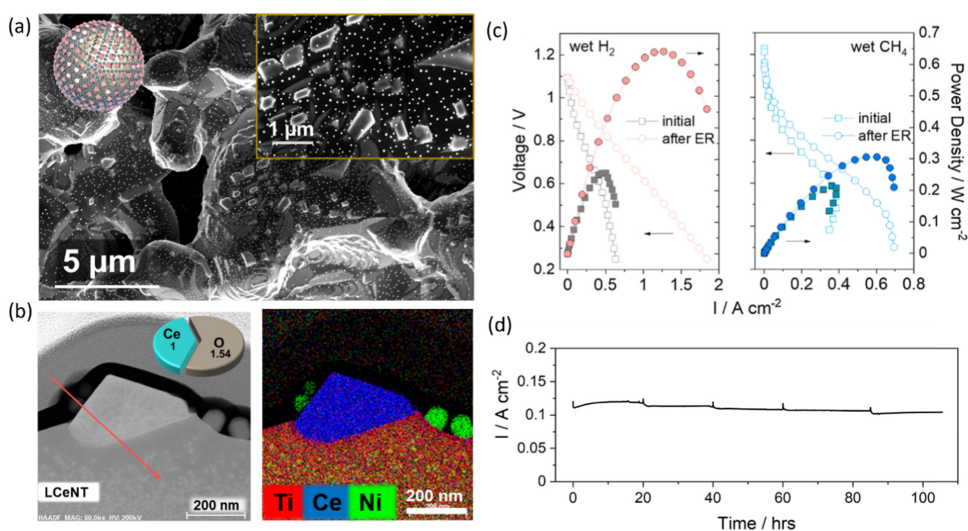 (a)
1 μm
5 μm
(b)
Ce
1
O
1.54
LCeNT
200 nm
HAADF MAG: 80.0kx HV: 200kV
Ti Ce Ni
200 nm
(c)
wet H2
initial
after ER
Voltage / V
1.2
1.0
0.8
0.6
0.4
0.2
0 0.5 1.0 1.5 2.0
wet CH4
initial
after ER
Power Density / W cm-2
0.7
0.6
0.5
0.4
0.3
0.2
0.1
0
0 0.2 0.4 0.6 0.8 1.0
I / A cm-2
(d)
I / A cm-2
0.2
0.15
0.1
0.05
0
0 20 40 60 80 100
Time / hrs